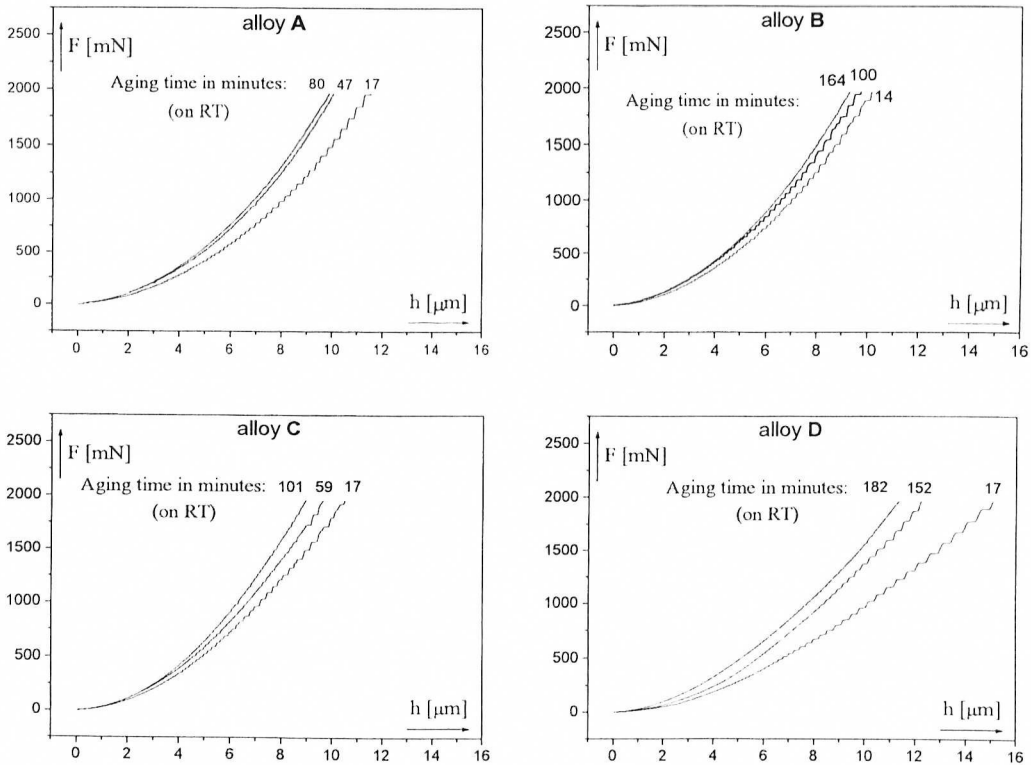 alloy A
2500
F [mN]
Aging time in minutes: 80 47 17
(on RT)
2000
1500
1000
500
0
h [μm]
0 2 4 6 8 10 12 14 16
alloy B
2500
F [mN]
164 100
Aging time in minutes: 14
(on RT)
2000
1500
1000
500
0
h [μm]
0 2 4 6 8 10 12 14 16
alloy C
2500
F [mN]
Aging time in minutes: 101 59 17
(on RT)
2000
1500
1000
500
0
h [μm]
0 2 4 6 8 10 12 14 16
alloy D
2500
F [mN]
Aging time in minutes: 182 152 17
(on RT)
2000
1500
1000
500
0
h [μm]
0 2 4 6 8 10 12 14 16